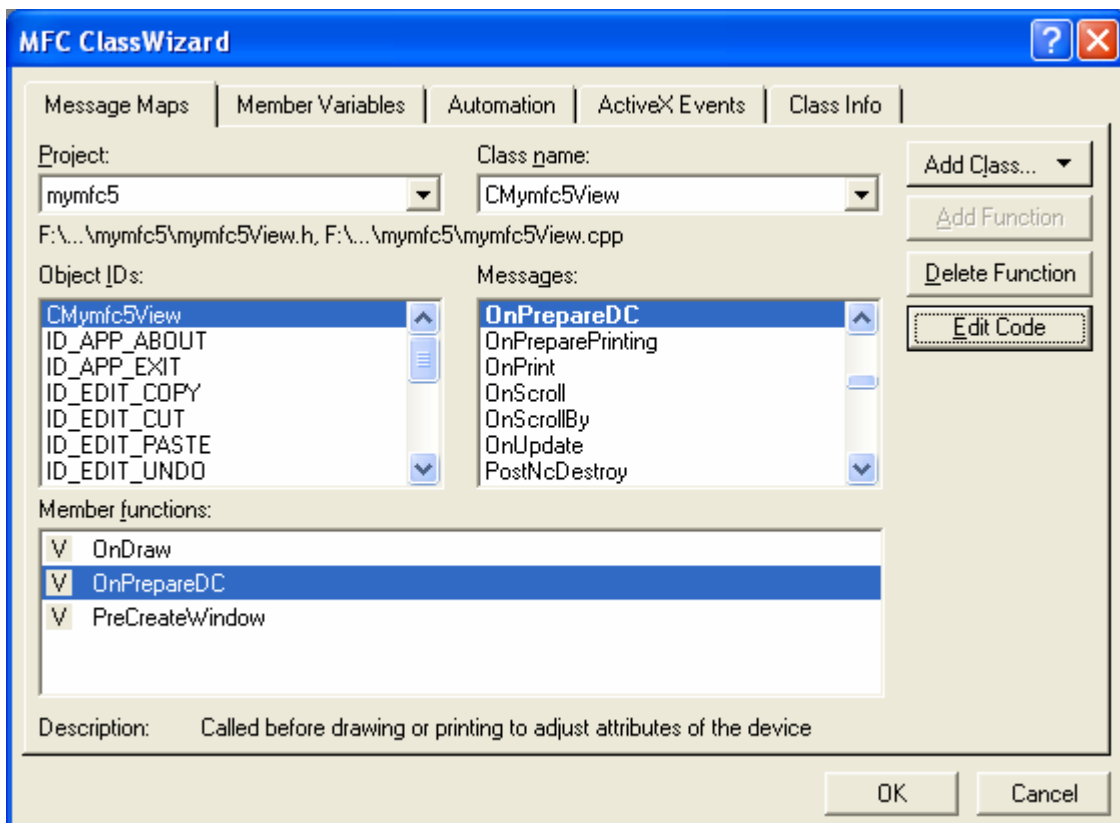 MFC ClassWizard
Message Maps Member Variables Automation ActiveX Events Class Info
Project: Class name:
mymfc5 CMymfc5View
Add Class...
F:\...\mymfc5\mymfc5View.h, F:\...\mymfc5\mymfc5View.cpp
Add Function
Object IDs: Messages:
Delete Function
CMymfc5View
ID_APP_ABOUT
ID_APP_EXIT
ID_EDIT_COPY
ID_EDIT_CUT
ID_EDIT_PASTE
ID_EDIT_UNDO
OnPrepareDC
OnPreparePrinting
OnPrint
OnScroll
OnScrollBy
OnUpdate
PostNcDestroy
Edit Code
Member functions:
V OnDraw
V OnPrepareDC
V PreCreateWindow
Description: Called before drawing or printing to adjust attributes of the device
OK Cancel